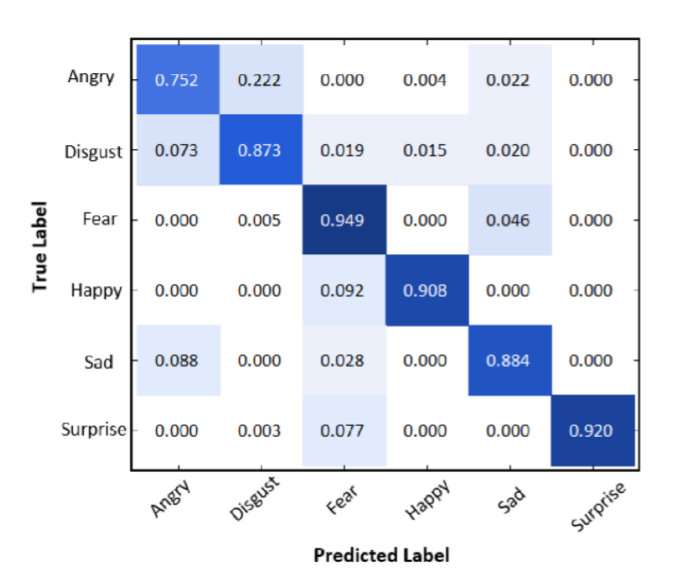 Angry 0.752 0.222 0.000 0.004 0.022 0.000
Disgust 0.073 0.873 0.019 0.015 0.020 0.000
Fear 0.000 0.005 0.949 0.000 0.046 0.000
Happy 0.000 0.000 0.092 0.908 0.000 0.000
Sad 0.088 0.000 0.028 0.000 0.884 0.000
Surprise 0.000 0.003 0.077 0.000 0.000 0.920
True Label
Angry Disgust Fear Happy Sad Surprise
Predicted Label